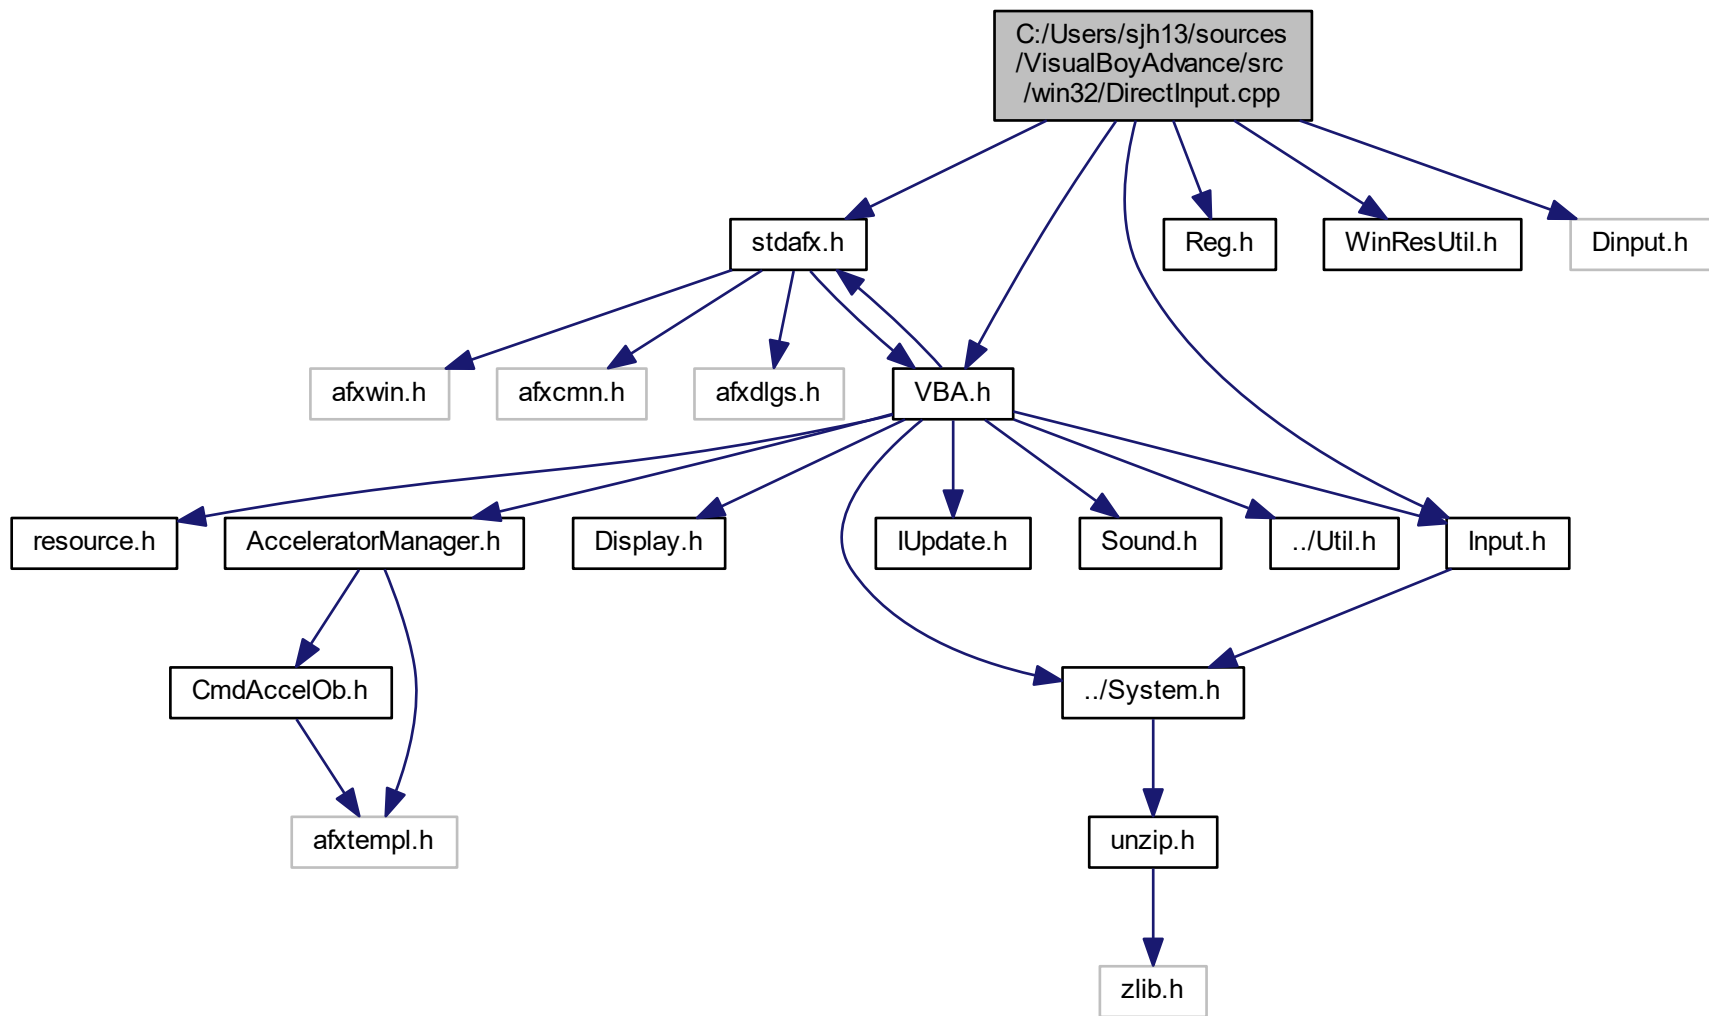 C:/Users/sjh13/sources
/VisualBoyAdvance/src
/win32/DirectInput.cpp
stdafx.h
Reg.h
WinResUtil.h
Dinput.h
afxwin.h
afxcmn.h
afxdlgs.h
VBA.h
resource.h
AcceleratorManager.h
Display.h
IUpdate.h
Sound.h
../Util.h
Input.h
CmdAccelOb.h
../System.h
afxtempl.h
unzip.h
zlib.h